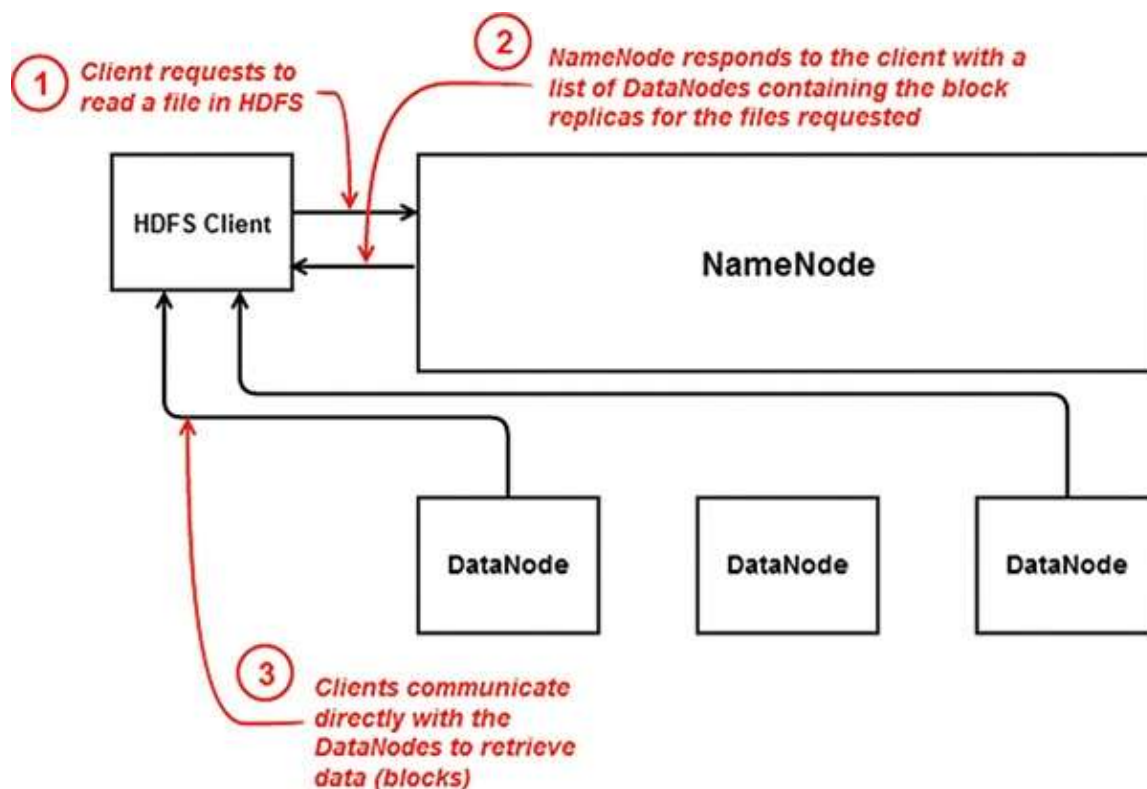 1
Client requests to
read a file in HDFS
2
NameNode responds to the client with a
list of DataNodes containing the block
replicas for the files requested
HDFS Client
NameNode
DataNode
DataNode
DataNode
3
Clients communicate
directly with the
DataNodes to retrieve
data (blocks)